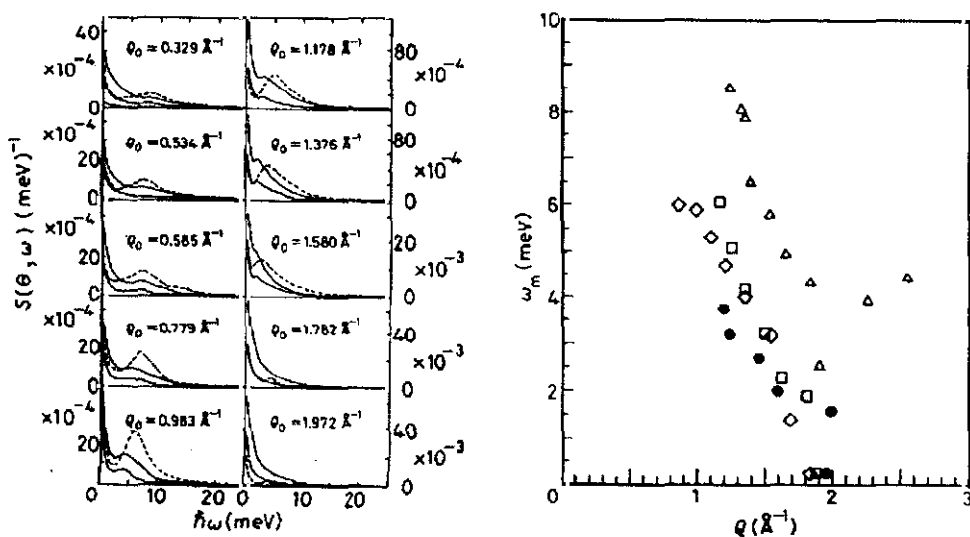 40
×10⁻⁴
0
Q₀ = 0.329 Å⁻¹
Q₀ = 1.178 Å⁻¹
80
×10⁻⁴
0
×10⁻⁴
20
0
Q₀ = 0.534 Å⁻¹
Q₀ = 1.376 Å⁻¹
80
×10⁻⁴
0
×10⁻⁴
20
0
Q₀ = 0.585 Å⁻¹
Q₀ = 1.580 Å⁻¹
20
×10⁻³
0
×10⁻⁴
20
0
Q₀ = 0.779 Å⁻¹
Q₀ = 1.782 Å⁻¹
40
×10⁻³
0
×10⁻⁴
20
Q₀ = 0.983 Å⁻¹
Q₀ = 1.972 Å⁻¹
40
×10⁻³
0
0 10 20 0 10 20
ħω(meV)
S(θ,ω) (meV)⁻¹
10
8
6
4
2
0
ωₘ(meV)
0 1 2 3
Q(Å⁻¹)